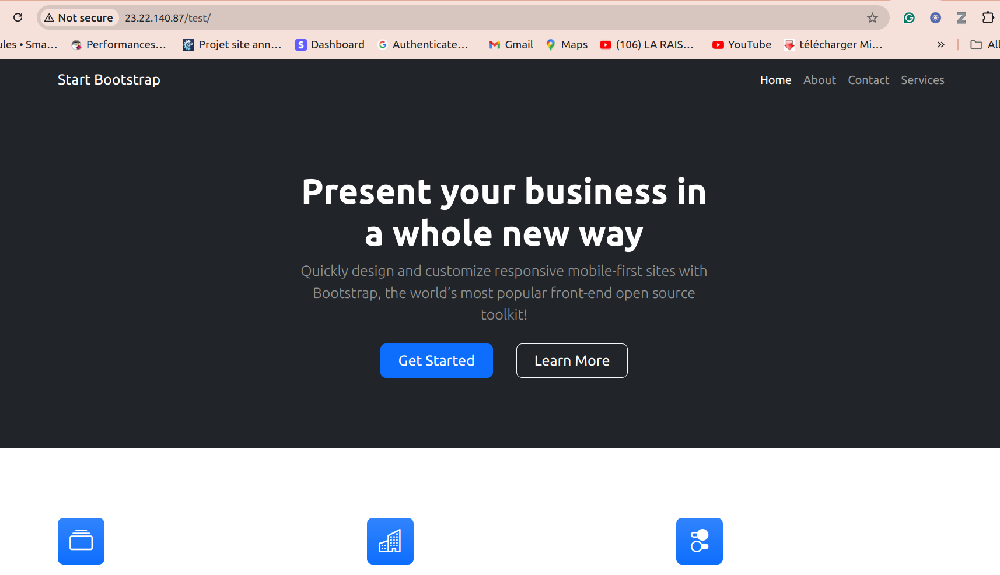 Not secure 23.22.140.87/test/
ules • Sma... Performances... Projet site ann... Dashboard Authenticate... Gmail Maps (106) LA RAIS... YouTube télécharger Mi... » All
Start Bootstrap Home About Contact Services
Present your business in
a whole new way
Quickly design and customize responsive mobile-first sites with
Bootstrap, the world’s most popular front-end open source
toolkit!
Get Started Learn More